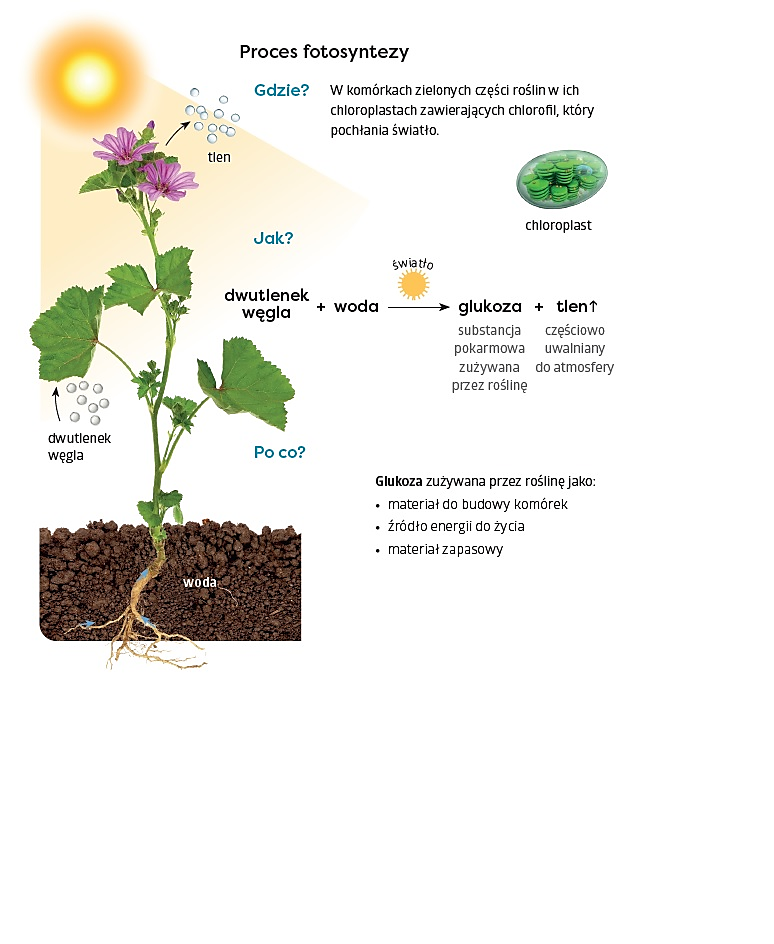 Proces fotosyntezy
Gdzie?
W komórkach zielonych części roślin w ich
chloroplastach zawierających chlorofil, który
pochłania światło.
tlen
chloroplast
Jak?
światło
dwutlenek
węgla
+ woda
glukoza + tlen↑
substancja
pokarmowa
zużywana
przez roślinę
częściowo
uwalniany
do atmosfery
dwutlenek
węgla
Po co?
Glukoza zużywana przez roślinę jako:
• materiał do budowy komórek
• źródło energii do życia
• materiał zapasowy
woda